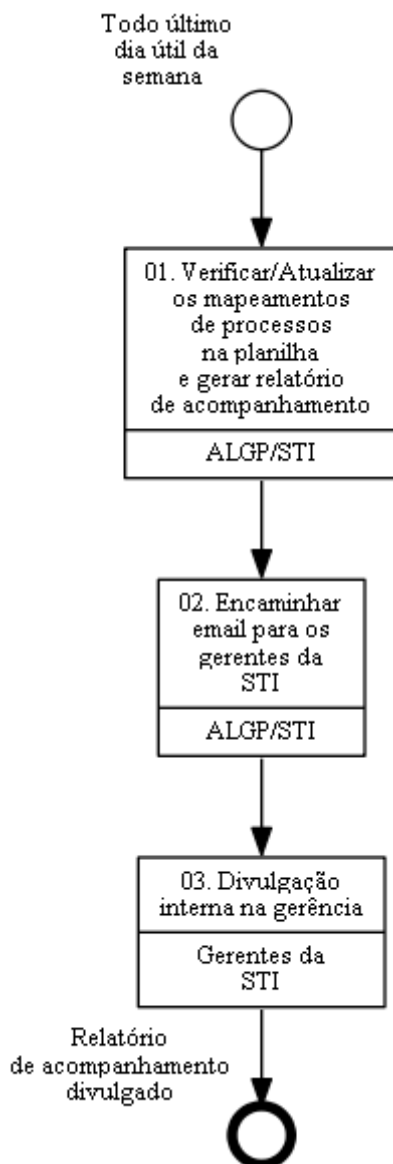 Todo último
dia útil da
semana
01. Verificar/Atualizar
os mapeamentos
de processos
na planilha
e gerar relatório
de acompanhamento
ALGP/STI
02. Encaminhar
email para os
gerentes da
STI
ALGP/STI
03. Divulgação
interna na gerência
Gerentes da
STI
Relatório
de acompanhamento
divulgado